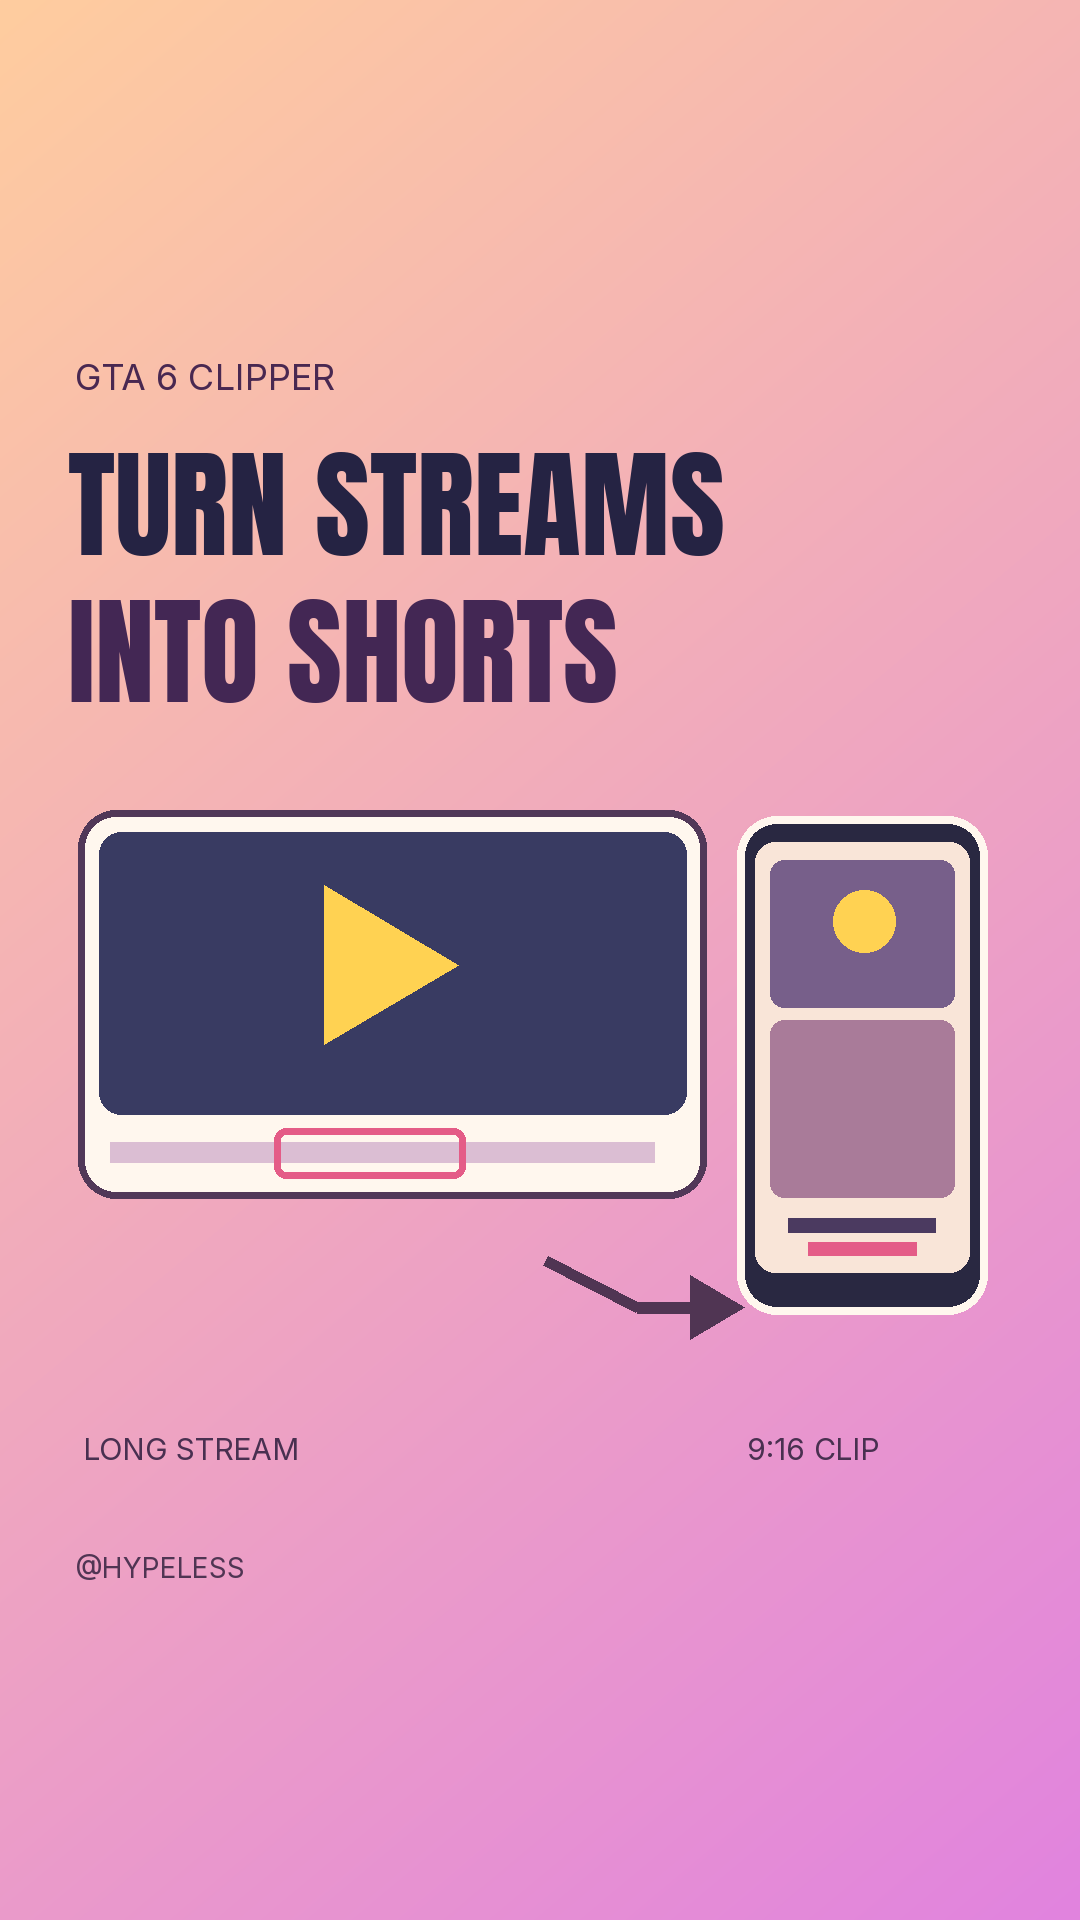 GTA 6 CLIPPER
TURN STREAMS
INTO SHORTS
LONG STREAM
9:16 CLIP
@HYPELESS